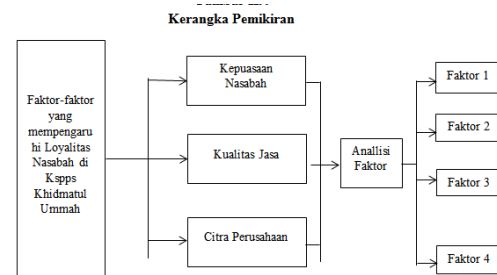 Kerangka Pemikiran
Faktor-faktor
yang
mempengaru
hi Loyalitas
Nasabah di
Kspps
Khidmatul
Ummah
Kepuasaan
Nasabah
Kualitas Jasa
Citra Perusahaan
Anallisi
Faktor
Faktor 1
Faktor 2
Faktor 3
Faktor 4